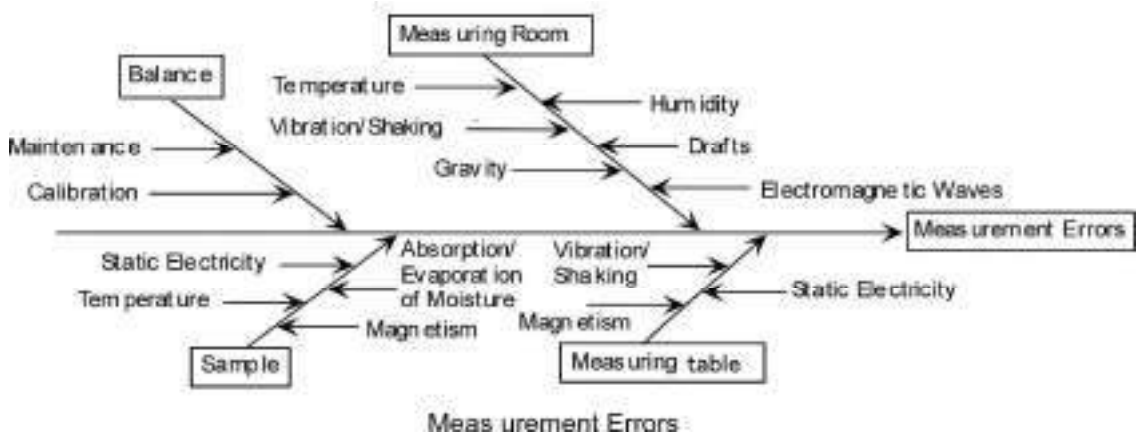 Measuring Room
Balance
Temperature
Humidity
Vibration/Shaking
Maintenance
Drafts
Gravity
Calibration
Electromagnetic Waves
Measurement Errors
Static Electricity
Absorption/
Evaporation
of Moisture
Vibration/
Shaking
Static Electricity
Temperature
Magnetism
Magnetism
Sample
Measuring table
Measurement Errors